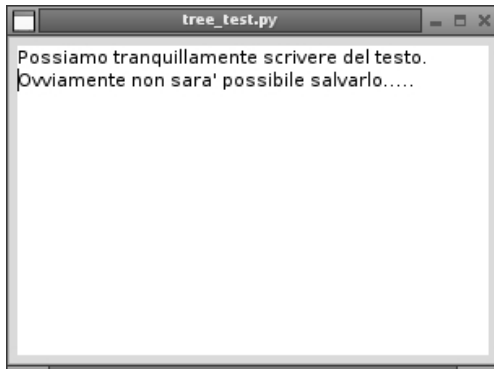 tree_test.py
Possiamo tranquillamente scrivere del testo.
Ovviamente non sara' possibile salvarlo.....